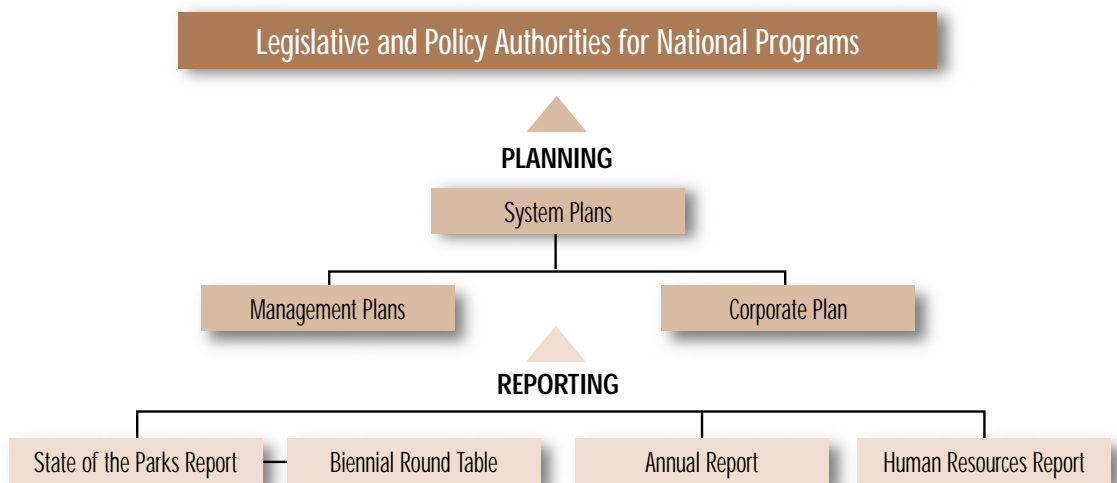 Legislative and Policy Authorities for National Programs
PLANNING
System Plans
Management Plans
Corporate Plan
REPORTING
State of the Parks Report
Biennial Round Table
Annual Report
Human Resources Report